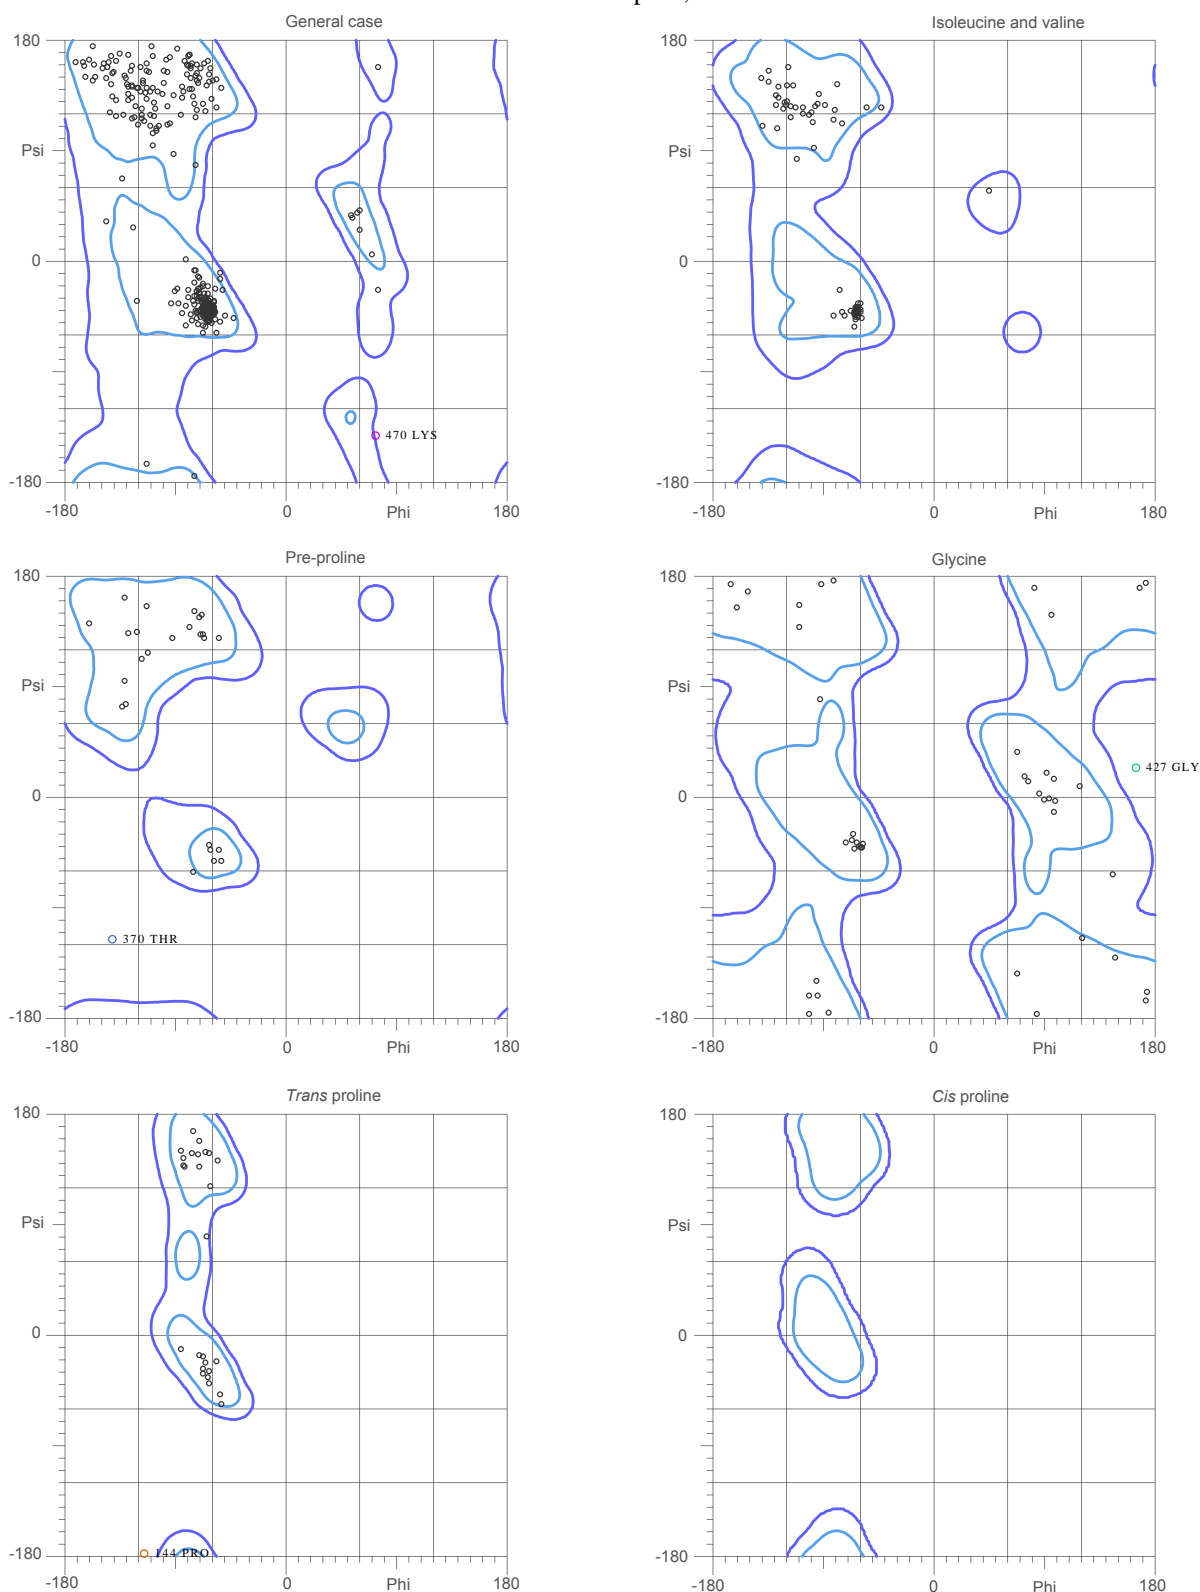 General case
Isoleucine and valine
180
Psi
0
-180
-180
0
Phi
180
470 LYS
180
Psi
0
-180
-180
0
Phi
180
Pre-proline
Glycine
180
Psi
0
-180
-180
0
Phi
180
370 THR
180
Psi
0
-180
-180
0
Phi
180
427 GLY
Trans proline
Cis proline
180
Psi
0
-180
-180
0
Phi
180
144 PRO
180
Psi
0
-180
-180
0
Phi
180